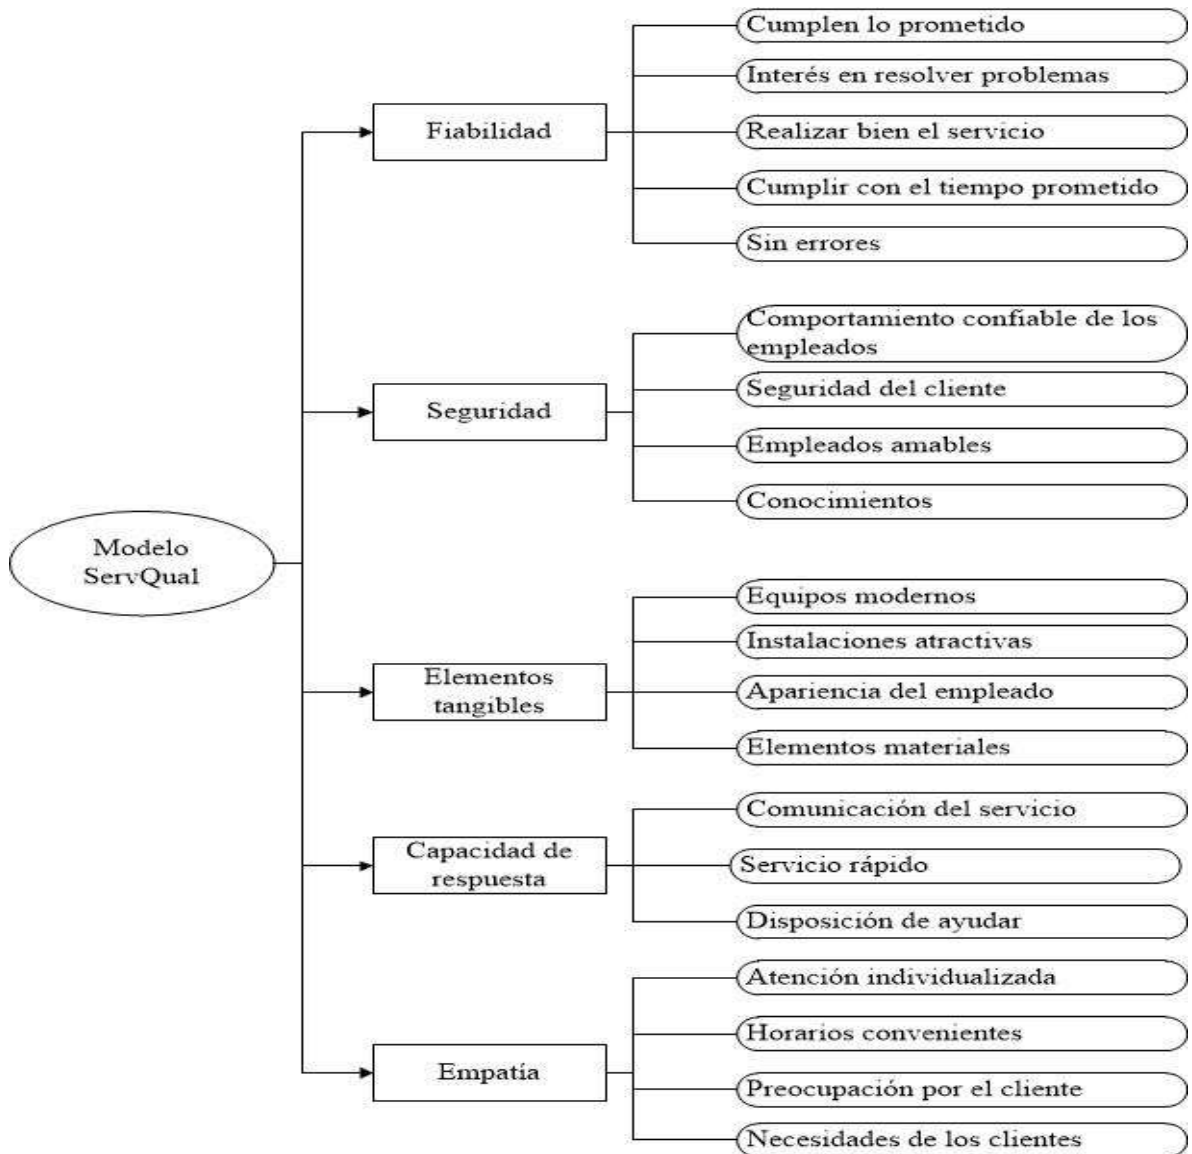 Modelo
ServQual
Fiabilidad
Cumplen lo prometido
Interés en resolver problemas
Realizar bien el servicio
Cumplir con el tiempo prometido
Sin errores
Seguridad
Comportamiento confiable de los
empleados
Seguridad del cliente
Empleados amables
Conocimientos
Elementos
tangibles
Equipos modernos
Instalaciones atractivas
Apariencia del empleado
Elementos materiales
Capacidad de
respuesta
Comunicación del servicio
Servicio rápido
Disposición de ayudar
Empatía
Atención individualizada
Horarios convenientes
Preocupación por el cliente
Necesidades de los clientes